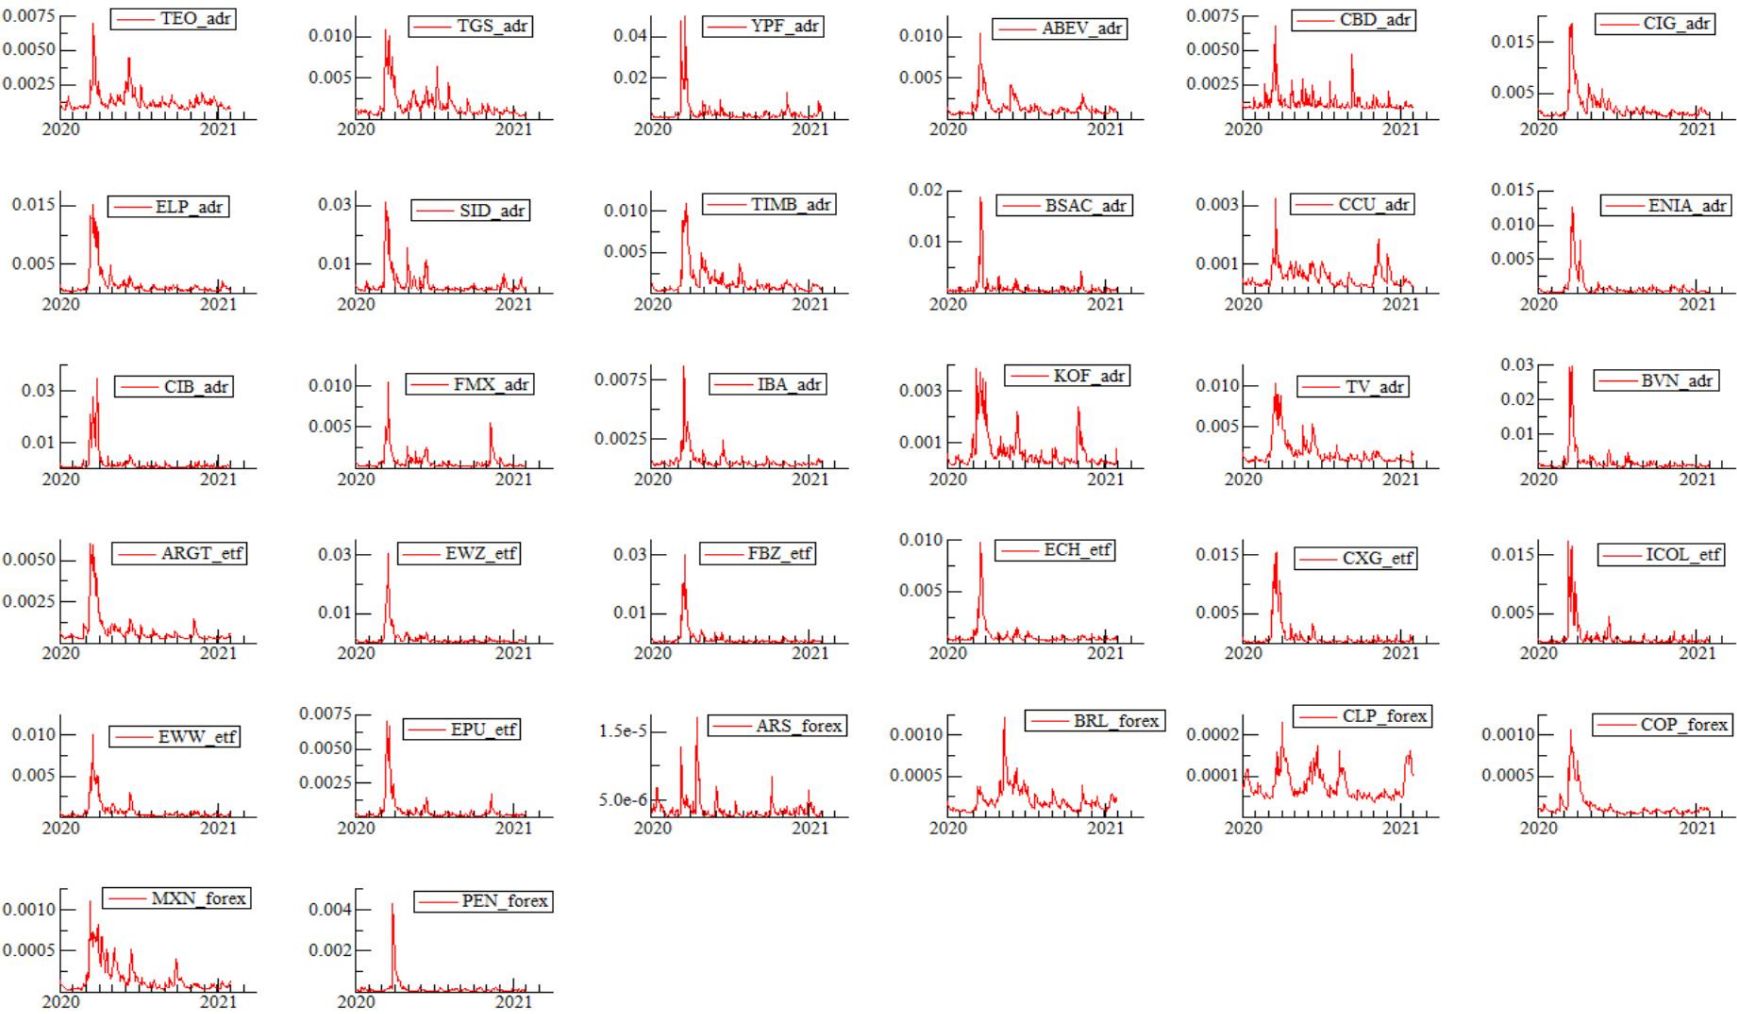 0.0075 TEO_adr
0.0050
0.0025
2020 2021
TGS_adr
0.010
0.005
2020 2021
YPF_adr
0.04
0.02
2020 2021
ABEV_adr
0.010
0.005
2020 2021
0.0075 CBD_adr
0.0050
0.0025
2020 2021
CIG_adr
0.015
0.005
2020 2021
0.015 ELP_adr
0.005
2020 2021
0.03 SID_adr
0.01
2020 2021
TIMB_adr
0.010
0.005
2020 2021
0.02
BSAC_adr
0.01
2020 2021
0.003 CCU_adr
0.001
2020 2021
0.015
ENIA_adr
0.010
0.005
2020 2021
CIB_adr
0.03
0.01
2020 2021
0.010 FMX_adr
0.005
2020 2021
0.0075 IBA_adr
0.0025
2020 2021
KOF_adr
0.003
0.001
2020 2021
0.010 TV_adr
0.005
2020 2021
0.03
BVN_adr
0.02
0.01
2020 2021
ARGT_etf
0.0050
0.0025
2020 2021
0.03 EWZ_etf
0.01
2020 2021
0.03 FBZ_etf
0.01
2020 2021
0.010
ECH_etf
0.005
2020 2021
0.015 CXG_etf
0.005
2020 2021
0.015 ICOL_etf
0.005
2020 2021
0.010 EWW_etf
0.005
2020 2021
0.0075
EPU_etf
0.0050
0.0025
2020 2021
ARS_forex
1.5e-5
5.0e-6
2020 2021
BRL_forex
0.0010
0.0005
2020 2021
CLP_forex
0.0002
0.0001
2020 2021
COP_forex
0.0010
0.0005
2020 2021
MXN_forex
0.0010
0.0005
2020 2021
PEN_forex
0.004
0.002
2020 2021